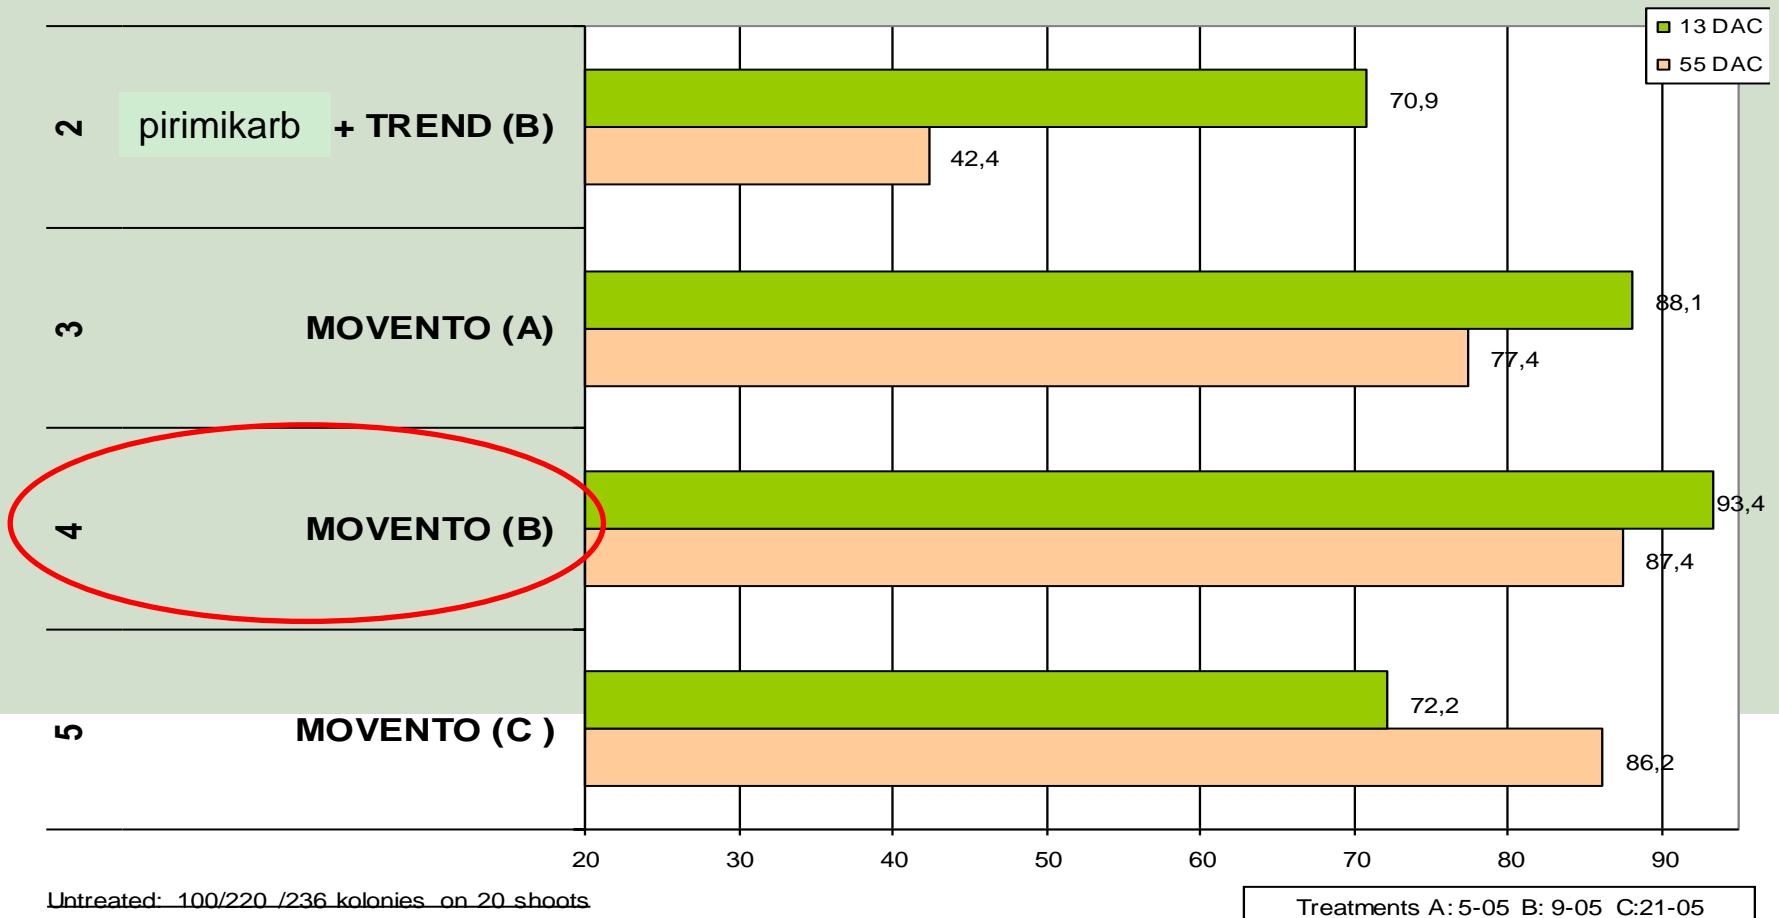 13 DAC
55 DAC
2 pirimikarb + TREND (B)
70,9
42,4
3 MOVENTO (A)
88,1
77,4
4 MOVENTO (B)
93,4
87,4
5 MOVENTO (C )
72,2
86,2
20 30 40 50 60 70 80 90
Untreated: 100/220 /236 kolonies on 20 shoots
Treatments A: 5-05 B: 9-05 C:21-05